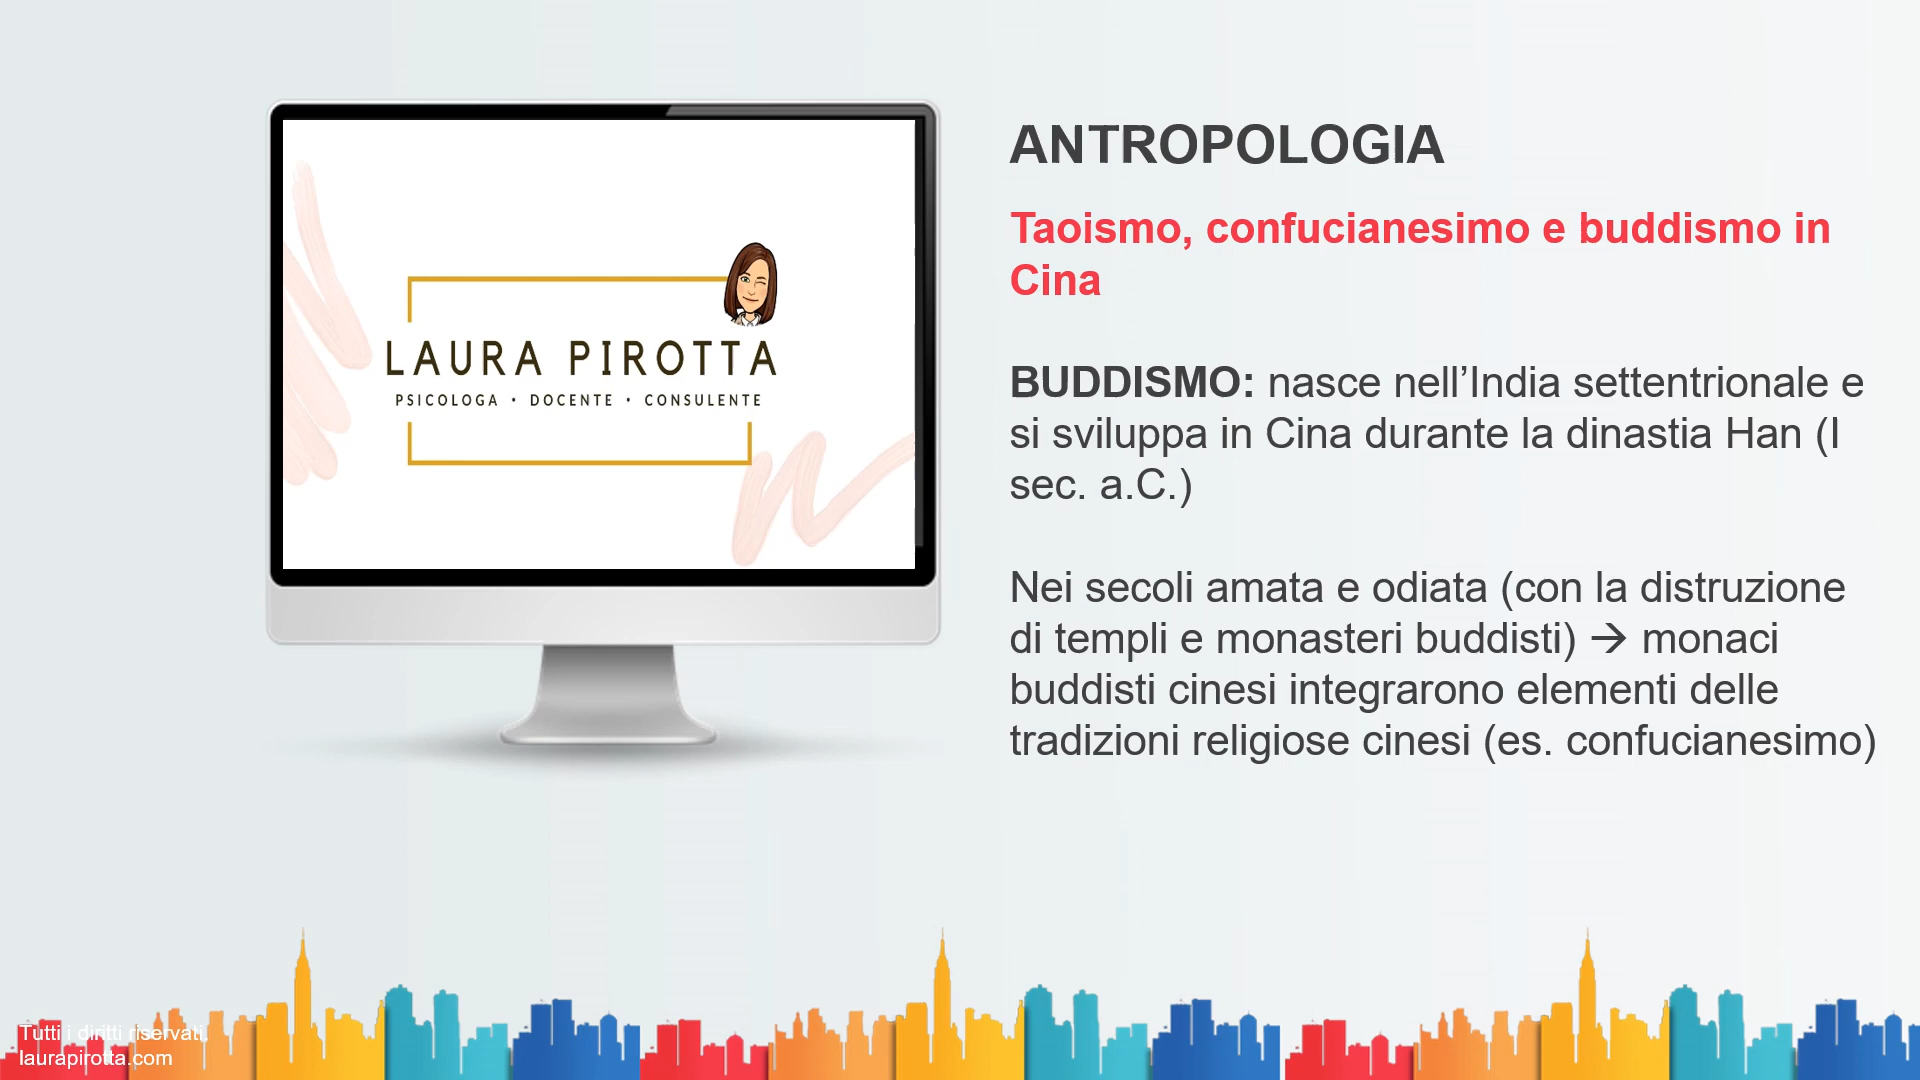 LAURA PIROTTA
PSICOLOGA • DOCENTE • CONSULENTE
ANTROPOLOGIA
Taoismo, confucianesimo e buddismo in
Cina
BUDDISMO: nasce nell’India settentrionale e
si sviluppa in Cina durante la dinastia Han (I
sec. a.C.)
Nei secoli amata e odiata (con la distruzione
di templi e monasteri buddisti) → monaci
buddisti cinesi integrarono elementi delle
tradizioni religiose cinesi (es. confucianesimo)
Tutti i diritti riservati.
laurapirotta.com